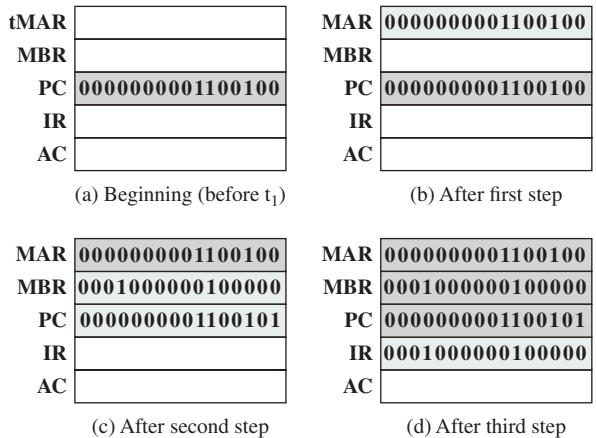 tMAR
MBR
PC 0000000001100100
IR
AC
(a) Beginning (before t1)
MAR 0000000001100100
MBR
PC 0000000001100100
IR
AC
(b) After first step
MAR 0000000001100100
MBR 0001000000100000
PC 0000000001100101
IR
AC
(c) After second step
MAR 0000000001100100
MBR 0001000000100000
PC 0000000001100101
IR 0001000000100000
AC
(d) After third step